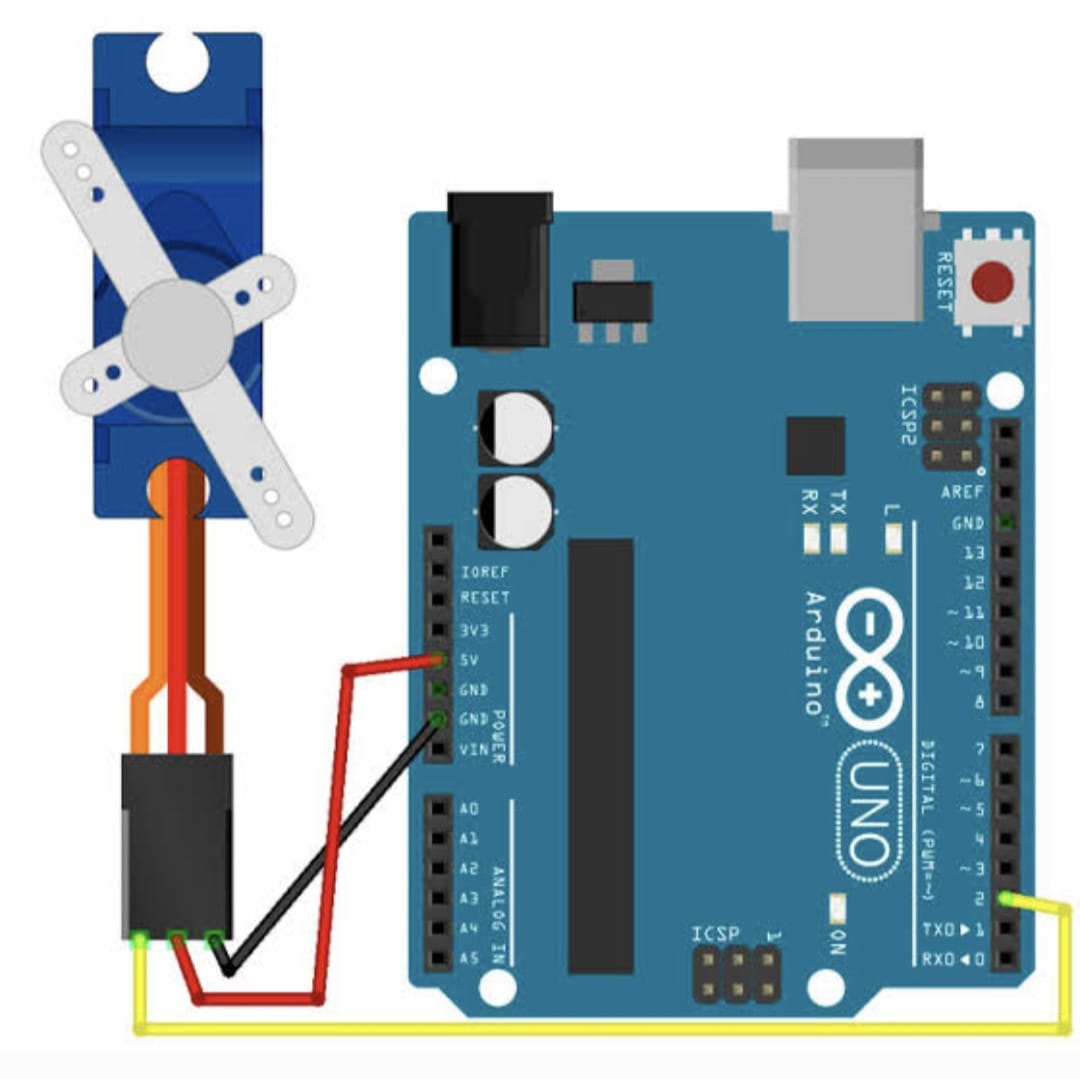 RESET
ICSP2
AREF
GND
13
12
~11
~10
~9
8
RX
TX
L
IOREF
RESET
3V3
5V
GND
GND
VIN
POWER
Arduino™
UNO
7
~6
~5
4
~3
2
TX0▶1
RX0◀0
DIGITAL (PWM=~)
A0
A1
A2
A3
A4
A5
ANALOG IN
ICSP
1
ON